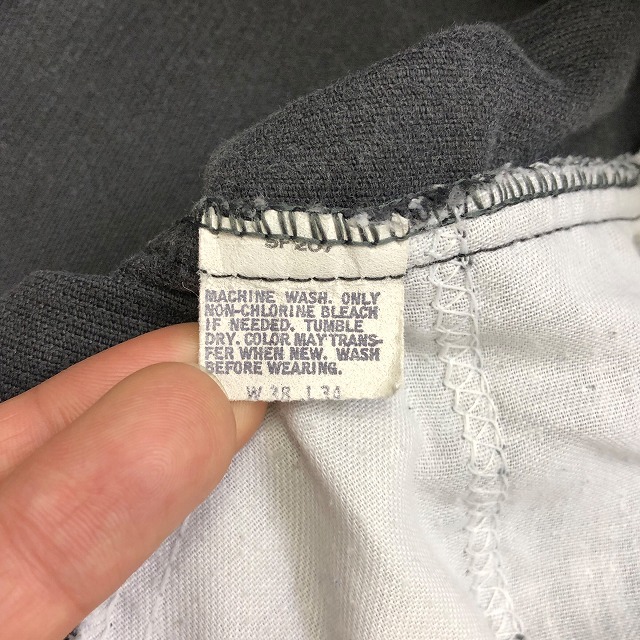 SP207
MACHINE WASH. ONLY
NON-CHLORINE BLEACH
IF NEEDED. TUMBLE
DRY. COLOR MAY TRANS-
FER WHEN NEW. WASH
BEFORE WEARING.
W 38 L 34